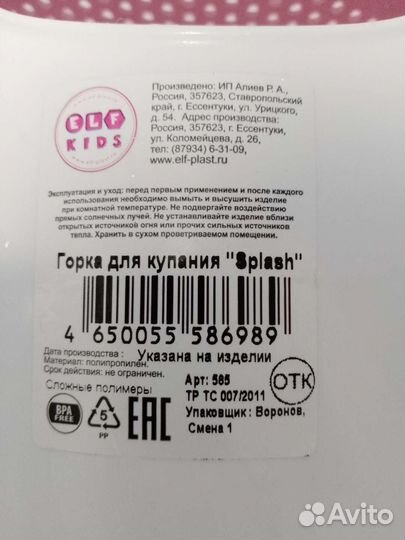 ELF
KIDS
Произведено: ИП Алиев Р. А.,
Россия, 357623, Ставропольский
край, г. Ессентуки, ул. Урицкого,
д. 54. Адрес производства:
Россия, 357623, г. Ессентуки,
ул. Коломейцева, д. 26,
тел: (87934) 6-31-09,
www.elf-plast.ru
Эксплуатация и уход: перед первым применением и после каждого
использования необходимо вымыть и высушить изделие
при комнатной температуре. Не подвергайте воздействию
прямых солнечных лучей. Не устанавливайте изделие вблизи
открытых источников огня или прочих сильных источников
тепла. Хранить в сухом проветриваемом помещении.
Горка для купания "Splash"
4 650055 586989
Дата производства : Указана на изделии
Материал: полипропилен.
Срок действия: не ограничен.
Сложные полимеры
Арт: 585
ТР ТС 007/2011
Упаковщик : Воронов,
Смена 1
ОТК
BPA
FREE
5
PP
EAC
Avito